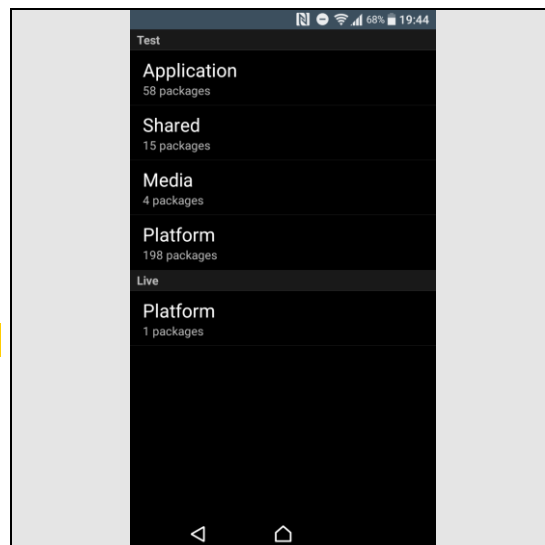 68% 19:44
Test
Application
58 packages
Shared
15 packages
Media
4 packages
Platform
198 packages
Live
Platform
1 packages